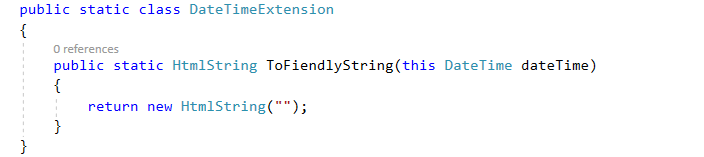 public static class DateTimeExtension
{
0 references
public static HtmlString ToFiendlyString(this DateTime dateTime)
{
return new HtmlString("");
}
}